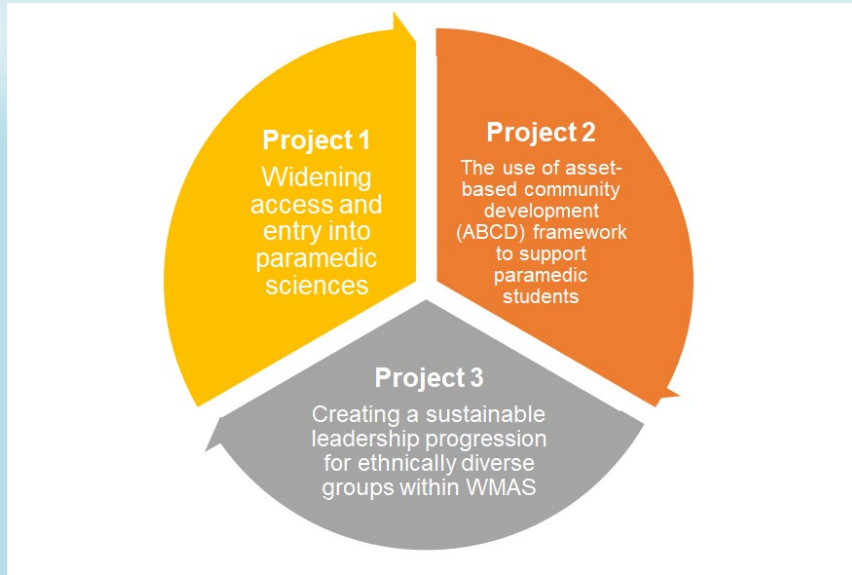 Project 1
Widening
access and
entry into
paramedic
sciences
Project 2
The use of asset-
based community
development
(ABCD) framework
to support
paramedic
students
Project 3
Creating a sustainable
leadership progression
for ethnically diverse
groups within WMAS